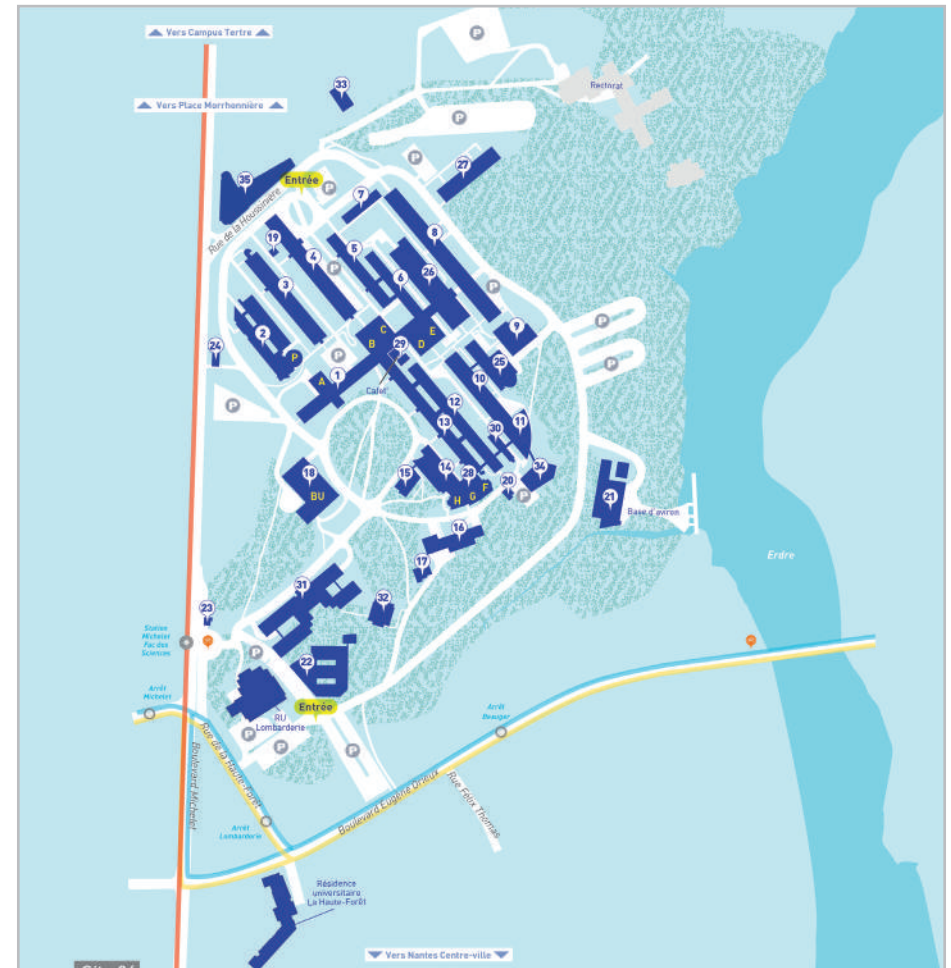 Vers Campus Tertre
P
Rectorat
33
Vers Place Morrhonnière
P
27
P
35
Entrée
P
7
Rue de la Houssinière
8
19
4
5
P
6
26
3
P
P
9
2
C
E
24
B
D
29
P
P
25
P
A
1
Cafet'
10
P
12
13
11
30
18
15
14
28
34
F
20
P
21
BU
H
G
Base d'aviron
16
Erdre
17
31
32
23
Station
Michelet
Fac des
Sciences
P
22
Arrêt
Michelet
Entrée
RU
Lombarderie
Arrêt
Beauger
P
P
P
Rue de la Haute-Forêt
Boulevard Michelet
Boulevard Eugène Orieux
Rue Félix Thomas
Arrêt
Lombarderie
Résidence
universitaire
La Haute-Forêt
Vers Nantes Centre-ville